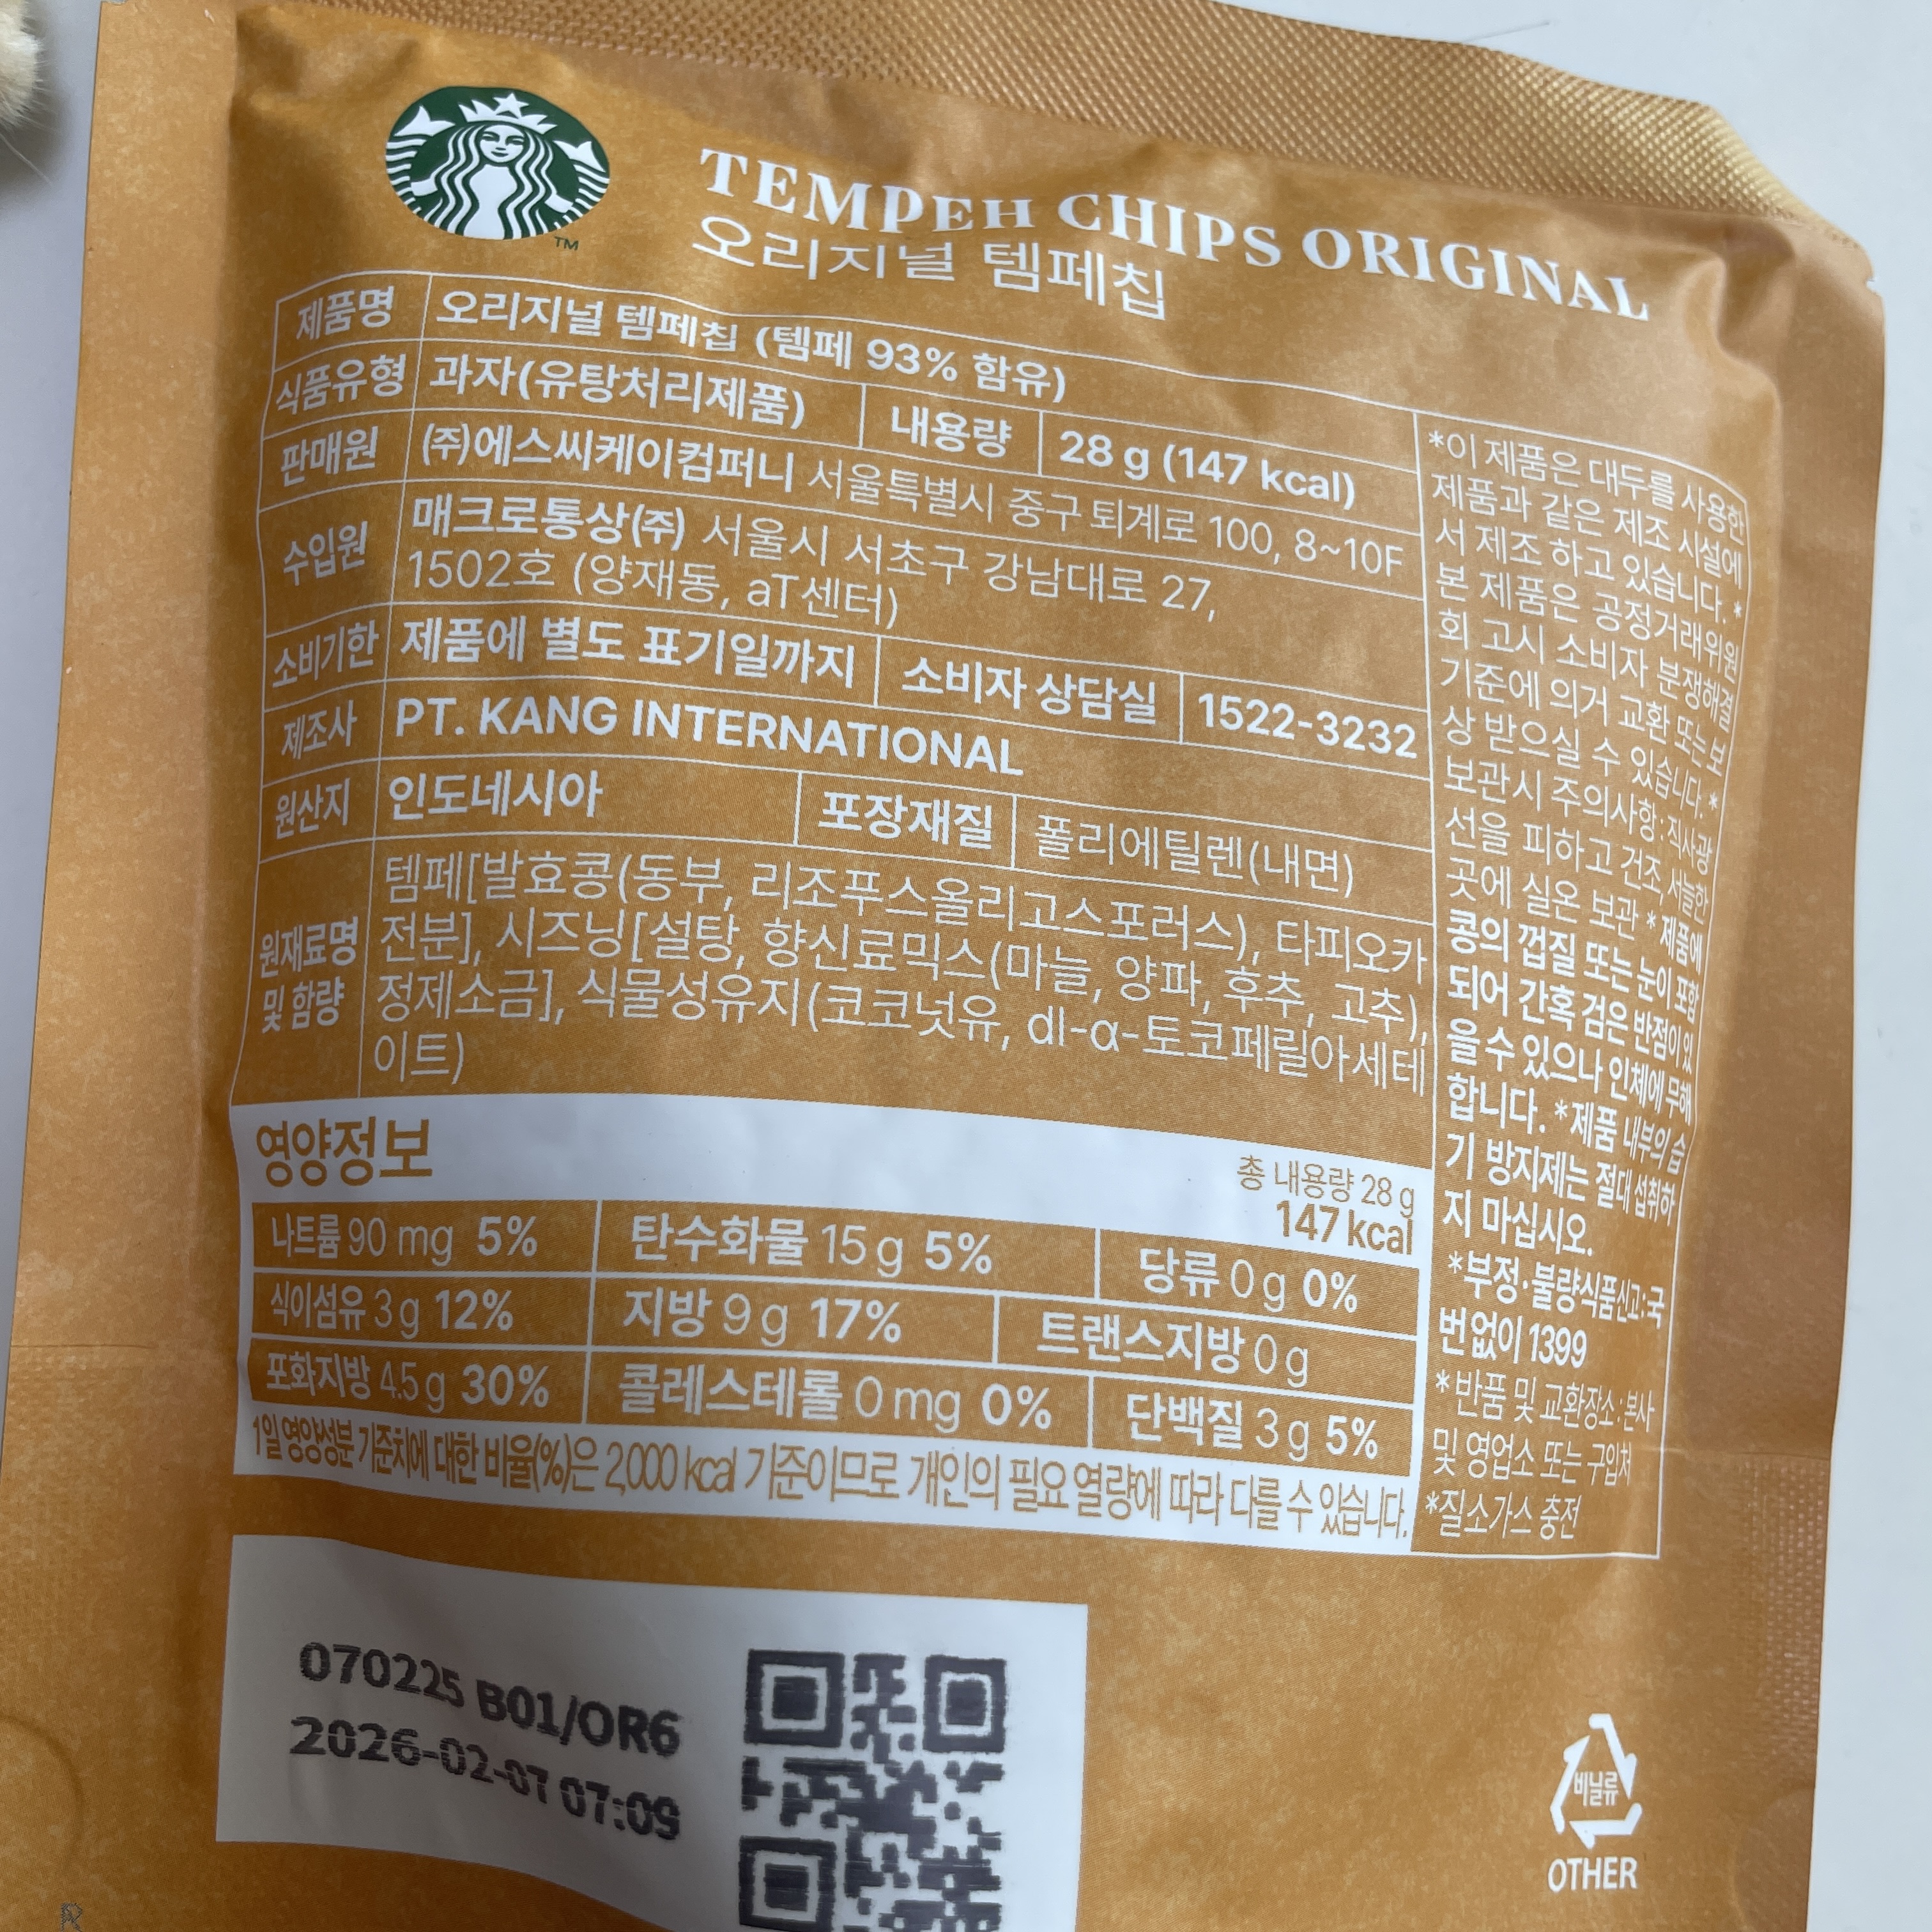 TEMPEH CHIPS ORIGINAL
오리지널 템페칩
제품명 오리지널 템페칩 (템페 93% 함유)
식품유형 과자(유탕처리제품) 내용량 28 g (147 kcal)
판매원 (주)에스씨케이컴퍼니 서울특별시 중구 퇴계로 100, 8~10F
수입원 매크로통상(주) 서울시 서초구 강남대로 27,
1502호 (양재동, aT센터)
소비기한 제품에 별도 표기일까지 소비자 상담실 1522-3232
제조사 PT. KANG INTERNATIONAL
원산지 인도네시아 포장재질 폴리에틸렌(내면)
원재료명
및 함량
템페[발효콩(동부, 리조푸스올리고스포러스), 타피오카
전분], 시즈닝[설탕, 향신료믹스(마늘, 양파, 후추, 고추),
정제소금], 식물성유지(코코넛유, dl-α-토코페릴아세테
이트)
*이 제품은 대두를 사용한
제품과 같은 제조 시설에
서 제조 하고 있습니다. *
본 제품은 공정거래위원
회 고시 소비자 분쟁해결
기준에 의거 교환 또는 보
상 받으실 수 있습니다. *
보관시 주의사항 : 직사광
선을 피하고 건조 서늘한
곳에 실온 보관 * 제품에
콩의 껍질 또는 눈이 포함
되어 간혹 검은 반점이 있
을 수 있으나 인체에 무해
합니다. *제품 내부의 습
기 방지제는 절대 섭취하
지 마십시오.
*부정·불량식품신고:국
번없이 1399
*반품 및 교환장소:본사
및 영업소 또는 구입처
*질소가스 충전
영양정보
총 내용량 28 g
147 kcal
나트륨 90 mg 5% 탄수화물 15 g 5% 당류 0 g 0%
식이섬유 3 g 12% 지방 9 g 17% 트랜스지방 0 g
포화지방 4.5 g 30% 콜레스테롤 0 mg 0% 단백질 3 g 5%
1일 영양성분 기준치에 대한 비율(%)은 2,000 kcal 기준이므로 개인의 필요 열량에 따라 다를 수 있습니다.
070225 B01/OR6
2026-02-07 07:09
비닐류
OTHER
TM